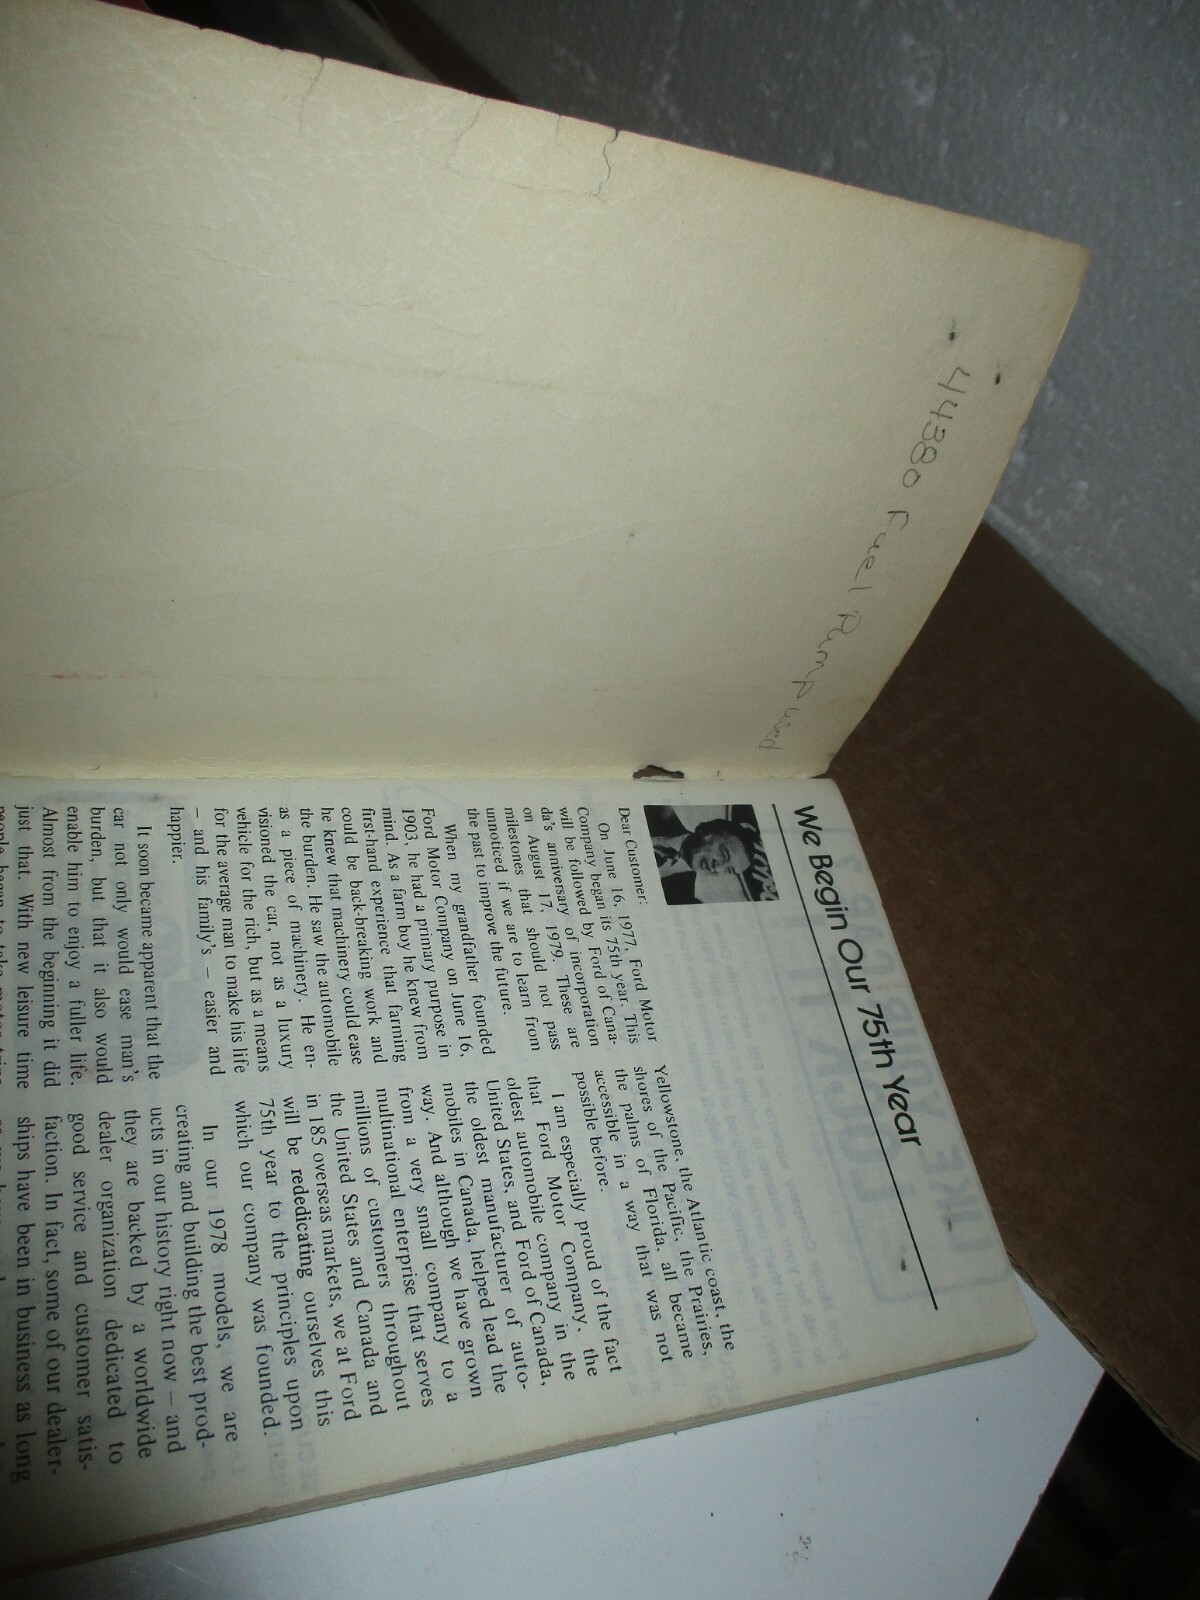 44380 Fuel Pump used
We Begin Our 75th Year
Dear Customer:
On June 16, 1977, Ford Motor
Company began its 75th year. This
will be followed by Ford of Cana-
da's anniversary of incorporation
on August 17, 1979. These are
milestones that should not pass
unnoticed if we are to learn from
the past to improve the future.
When my grandfather founded
Ford Motor Company on June 16,
1903, he had a primary purpose in
mind. As a farm boy he knew from
first-hand experience that farming
could be back-breaking work and
he knew that machinery could ease
the burden. He saw the automobile
as a piece of machinery. He en-
visioned the car, not as a luxury
vehicle for the rich, but as a means
for the average man to make his life
– and his family's – easier and
happier.
It soon became apparent that the
car not only would ease man's
burden, but that it also would
enable him to enjoy a fuller life.
Almost from the beginning it did
just that. With new leisure time
people began to take motor trips
Yellowstone, the Atlantic coast, the
shores of the Pacific, the Prairies,
the palms of Florida, all became
accessible in a way that was not
possible before.
I am especially proud of the fact
that Ford Motor Company, the
oldest automobile company in the
United States, and Ford of Canada,
the oldest manufacturer of auto-
mobiles in Canada, helped lead the
way. And although we have grown
from a very small company to a
multinational enterprise that serves
millions of customers throughout
the United States and Canada and
in 185 overseas markets, we at Ford
will be rededicating ourselves this
75th year to the principles upon
which our company was founded.
In our 1978 models, we are
creating and building the best prod-
ucts in our history right now – and
they are backed by a worldwide
dealer organization dedicated to
good service and customer satis-
faction. In fact, some of our dealer-
ships have been in business as long